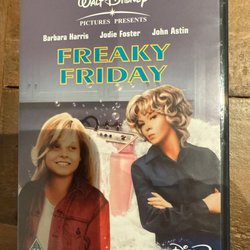 WALT DISNEY
PICTURES PRESENTS
Barbara Harris Jodie Foster John Astin
FREAKY
FRIDAY